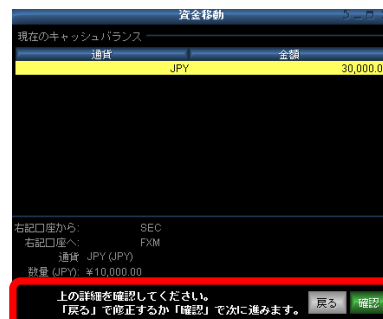 資金移動
現在のキャッシュバランス
通貨 金額
JPY 30,000.0
右記口座から: SEC
右記口座へ: FXM
通貨 JPY (JPY)
数量 (JPY): ¥10,000.00
上の詳細を確認してください。
「戻る」で修正するか「確認」で次に進みます。 戻る 確認